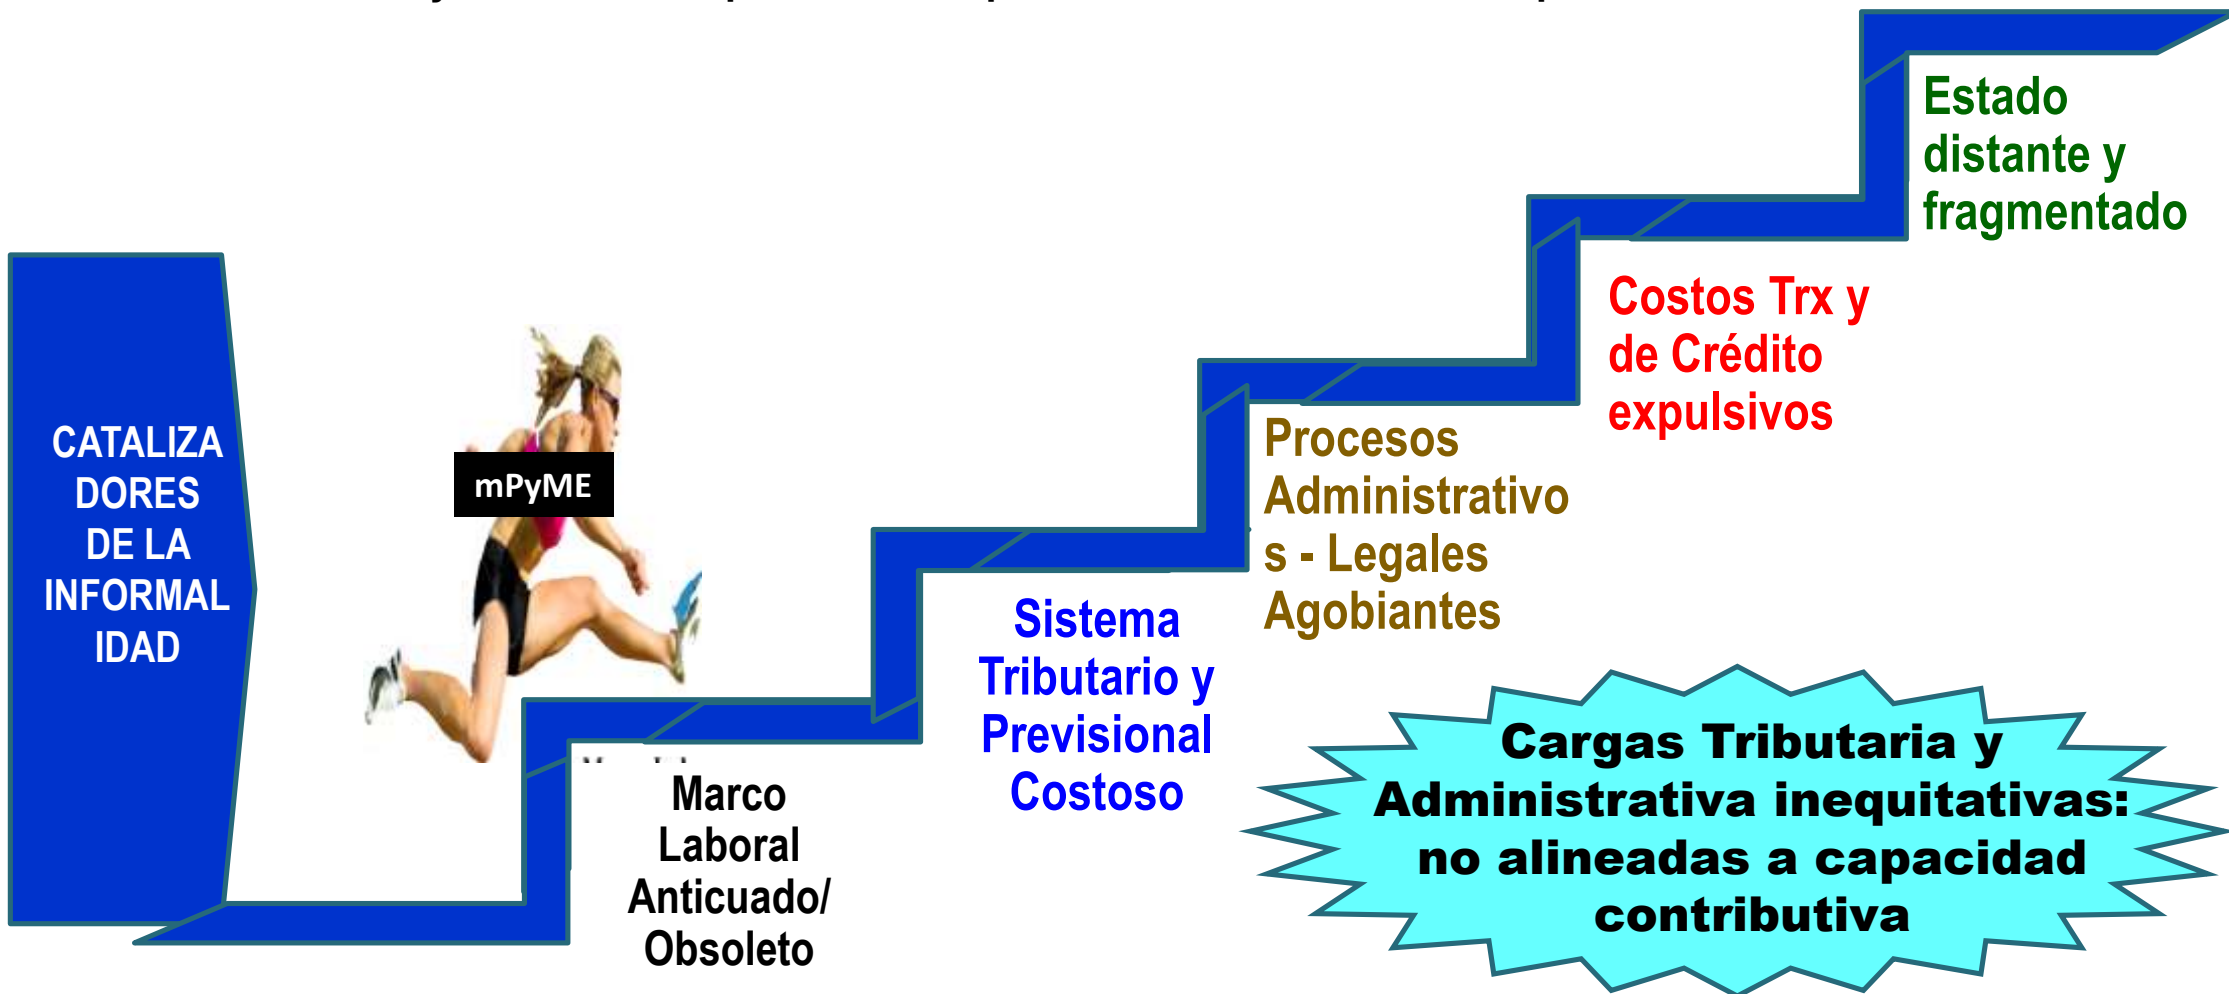 CATALIZA
DORES
DE LA
INFORMAL
IDAD
mPyME
Marco
Laboral
Anticuado/
Obsoleto
Sistema
Tributario y
Previsional
Costoso
Procesos
Administrativo
s - Legales
Agobiantes
Costos Trx y
de Crédito
expulsivos
Estado
distante y
fragmentado
Cargas Tributaria y
Administrativa inequitativas:
no alineadas a capacidad
contributiva